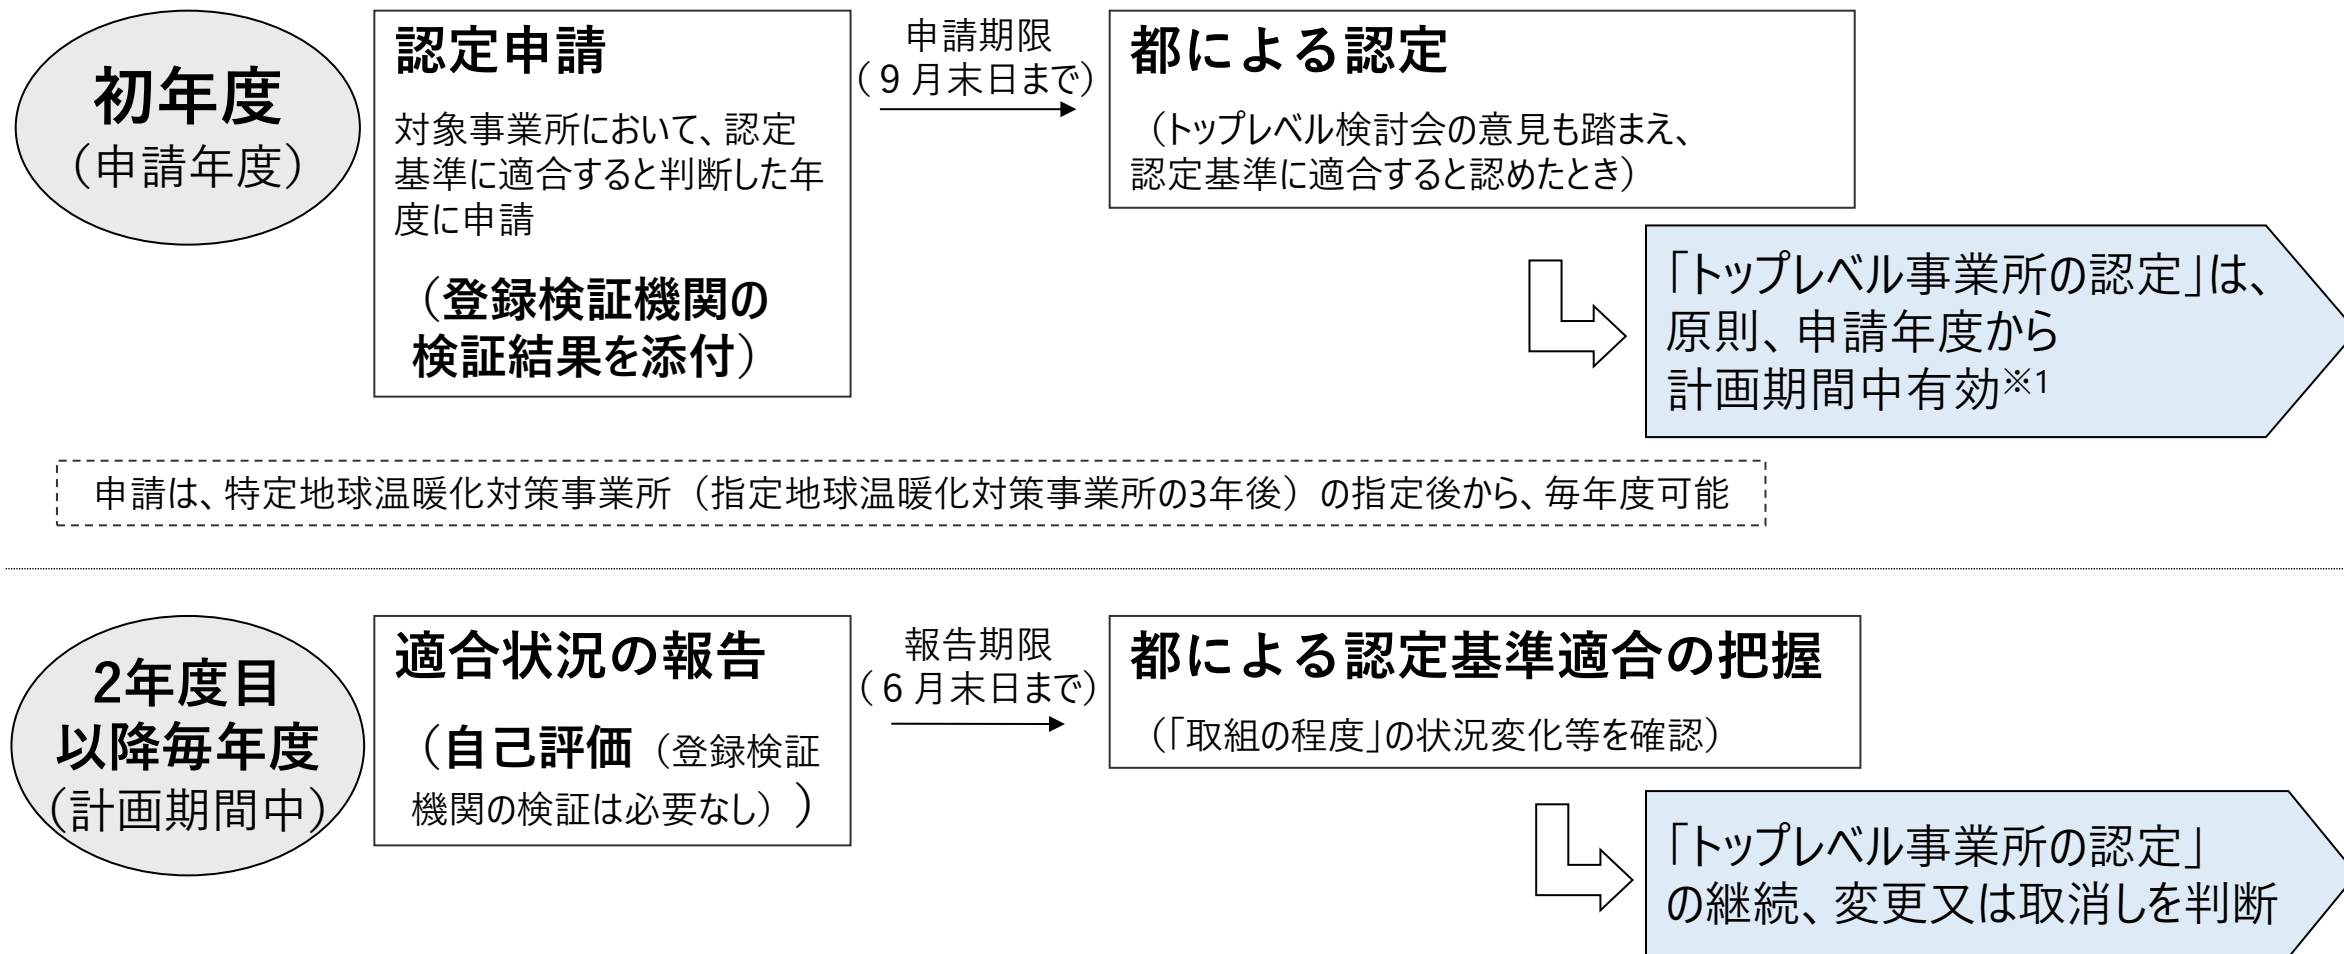 初年度
（申請年度）
認定申請
対象事業所において、認定
基準に適合すると判断した年
度に申請
（登録検証機関の
検証結果を添付）
申請期限
（９月末日まで）
都による認定
（トップレベル検討会の意見も踏まえ、
認定基準に適合すると認めたとき）
「トップレベル事業所の認定」は、
原則、申請年度から
計画期間中有効※1
申請は、特定地球温暖化対策事業所（指定地球温暖化対策事業所の3年後）の指定後から、毎年度可能
2年度目
以降毎年度
（計画期間中）
適合状況の報告
（自己評価（登録検証
機関の検証は必要なし））
報告期限
（６月末日まで）
都による認定基準適合の把握
（「取組の程度」の状況変化等を確認）
「トップレベル事業所の認定」
の継続、変更又は取消しを判断